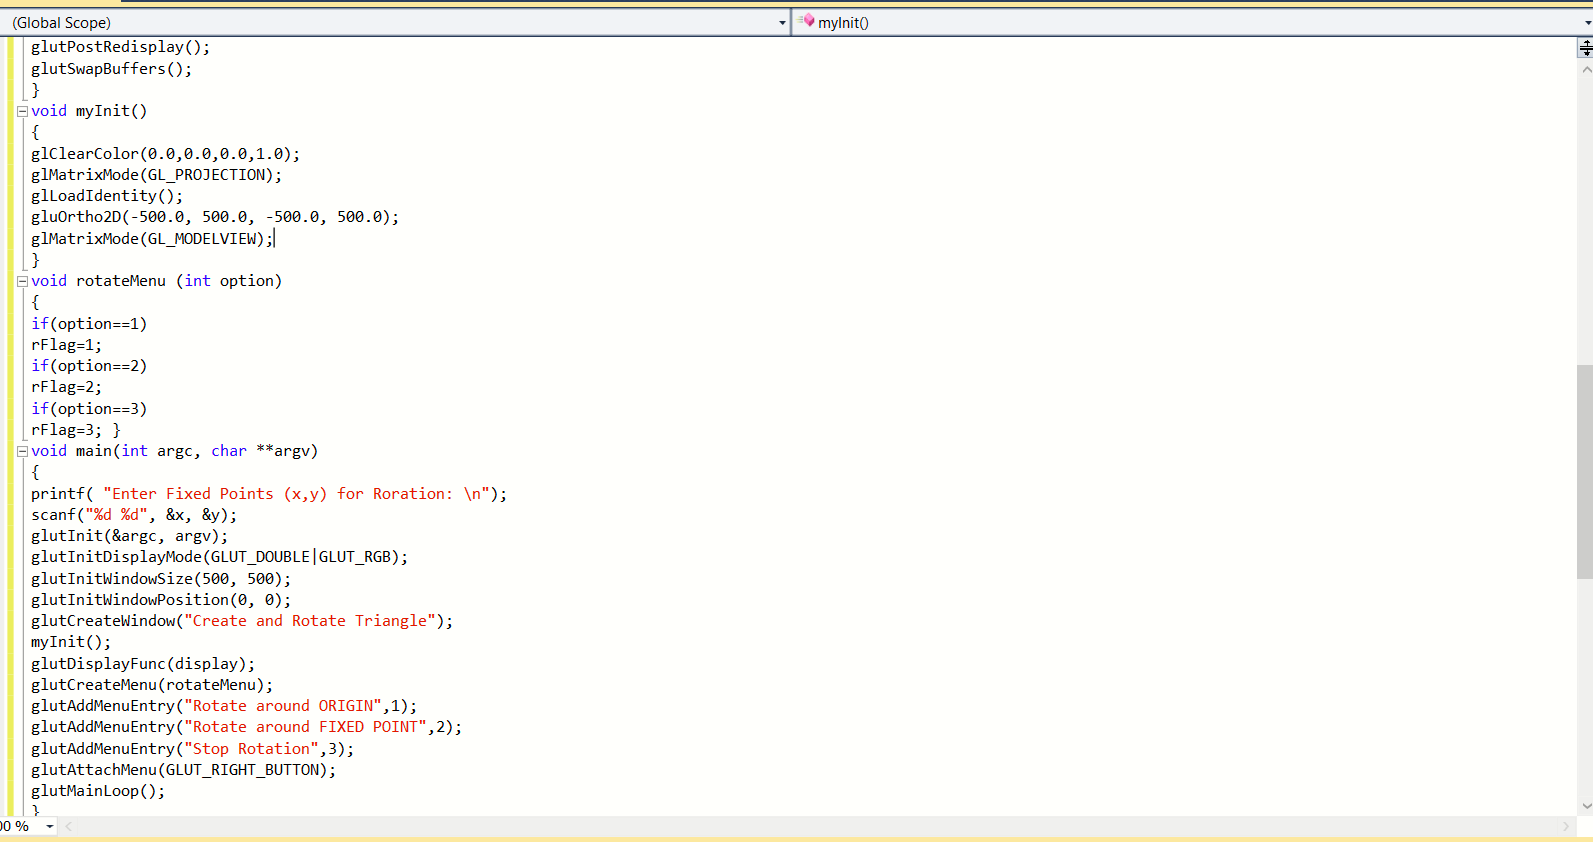 (Global Scope)
myInit()
glutPostRedisplay();
glutSwapBuffers();
}
void myInit()
{
glClearColor(0.0,0.0,0.0,1.0);
glMatrixMode(GL_PROJECTION);
glLoadIdentity();
gluOrtho2D(-500.0, 500.0, -500.0, 500.0);
glMatrixMode(GL_MODELVIEW);
}
void rotateMenu (int option)
{
if(option==1)
rFlag=1;
if(option==2)
rFlag=2;
if(option==3)
rFlag=3; }
void main(int argc, char **argv)
{
printf( "Enter Fixed Points (x,y) for Roration: \n");
scanf("%d %d", &x, &y);
glutInit(&argc, argv);
glutInitDisplayMode(GLUT_DOUBLE|GLUT_RGB);
glutInitWindowSize(500, 500);
glutInitWindowPosition(0, 0);
glutCreateWindow("Create and Rotate Triangle");
myInit();
glutDisplayFunc(display);
glutCreateMenu(rotateMenu);
glutAddMenuEntry("Rotate around ORIGIN",1);
glutAddMenuEntry("Rotate around FIXED POINT",2);
glutAddMenuEntry("Stop Rotation",3);
glutAttachMenu(GLUT_RIGHT_BUTTON);
glutMainLoop();
}
00 %